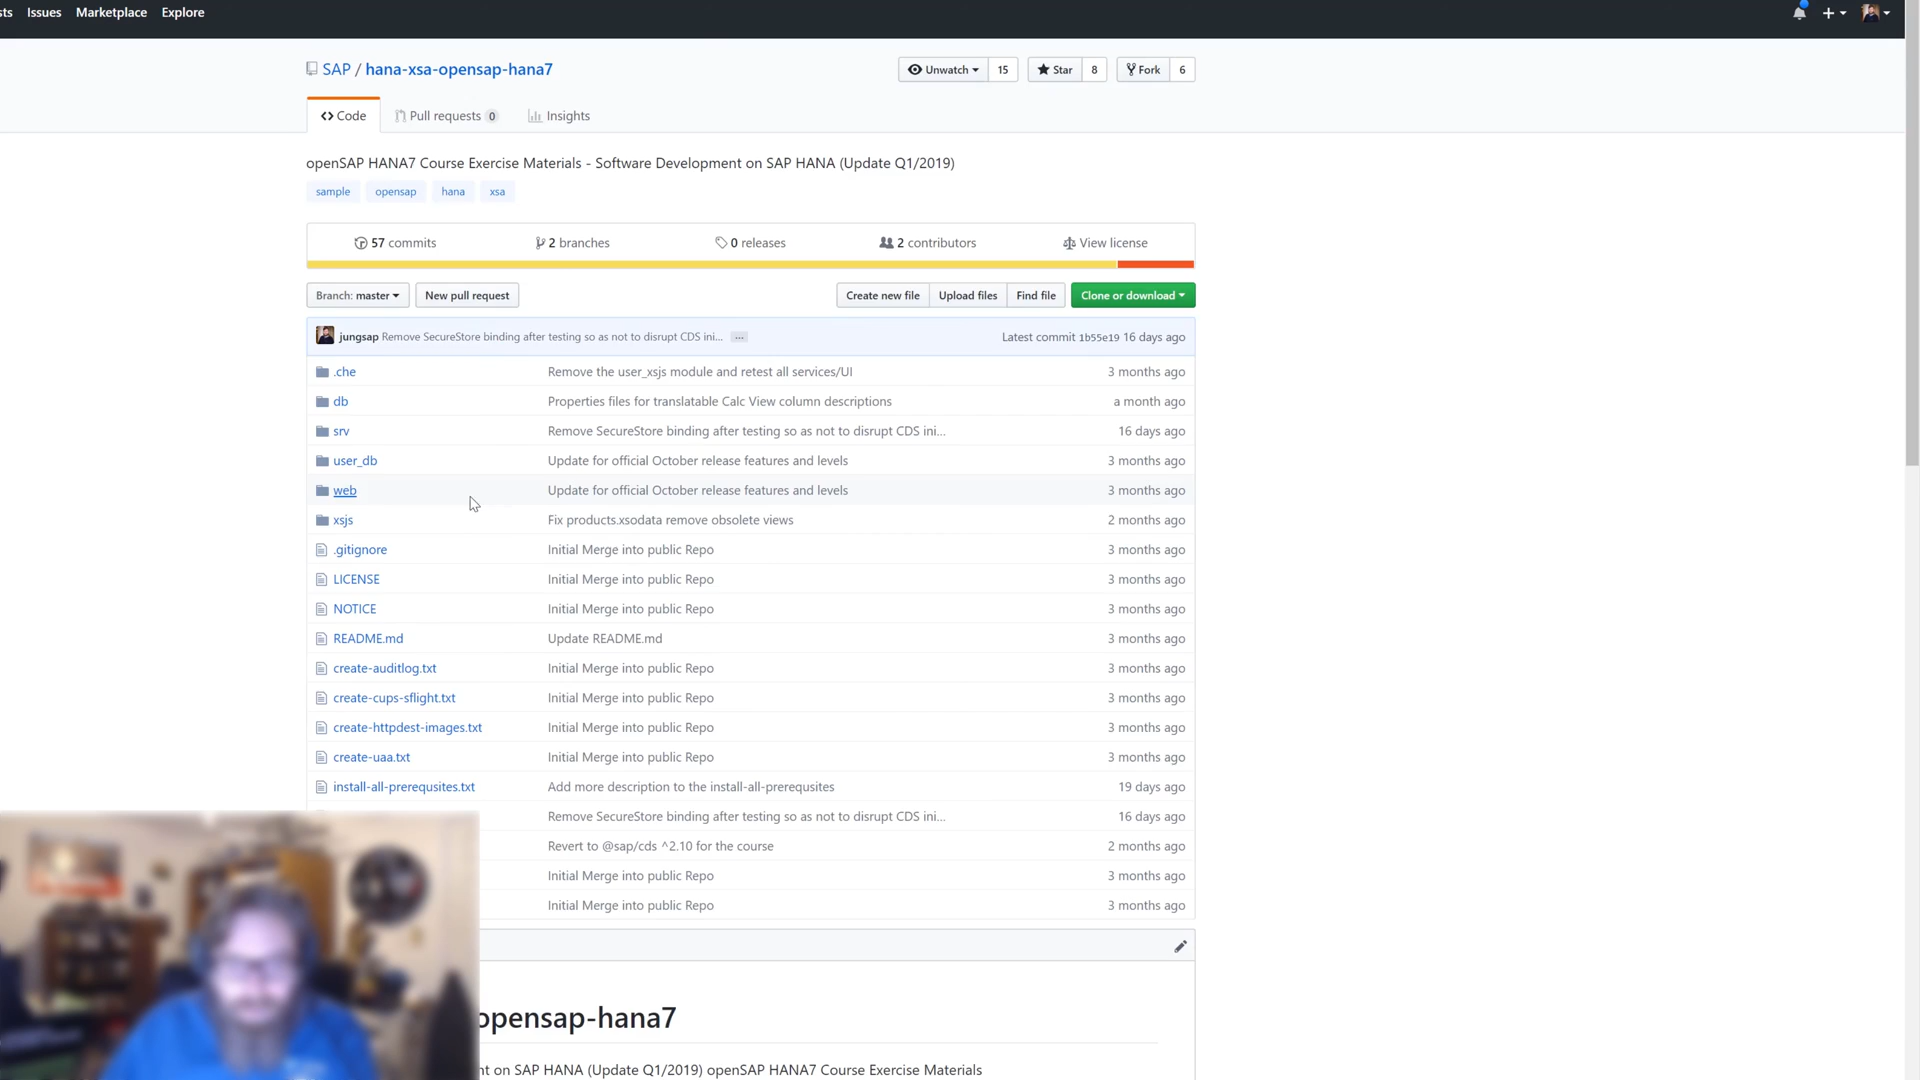 sts Issues Marketplace Explore
SAP / hana-xsa-opensap-hana7 Unwatch 15 Star 8 Fork 6
Code Pull requests 0 Insights
openSAP HANA7 Course Exercise Materials - Software Development on SAP HANA (Update Q1/2019)
sample opensap hana xsa
57 commits 2 branches 0 releases 2 contributors View license
Branch: master New pull request Create new file Upload files Find file Clone or download
jungsap Remove SecureStore binding after testing so as not to disrupt CDS ini... ... Latest commit 1b55e19 16 days ago
.che Remove the user_xsjs module and retest all services/UI 3 months ago
db Properties files for translatable Calc View column descriptions a month ago
srv Remove SecureStore binding after testing so as not to disrupt CDS ini... 16 days ago
user_db Update for official October release features and levels 3 months ago
web Update for official October release features and levels 3 months ago
xsjs Fix products.xsodata remove obsolete views 2 months ago
.gitignore Initial Merge into public Repo 3 months ago
LICENSE Initial Merge into public Repo 3 months ago
NOTICE Initial Merge into public Repo 3 months ago
README.md Update README.md 3 months ago
create-auditlog.txt Initial Merge into public Repo 3 months ago
create-cups-sflight.txt Initial Merge into public Repo 3 months ago
create-httpdest-images.txt Initial Merge into public Repo 3 months ago
create-uaa.txt Initial Merge into public Repo 3 months ago
install-all-prerequsites.txt Add more description to the install-all-prerequsites 19 days ago
Remove SecureStore binding after testing so as not to disrupt CDS ini... 16 days ago
Revert to @sap/cds ^2.10 for the course 2 months ago
Initial Merge into public Repo 3 months ago
Initial Merge into public Repo 3 months ago
opensap-hana7
nt on SAP HANA (Update Q1/2019) openSAP HANA7 Course Exercise Materials